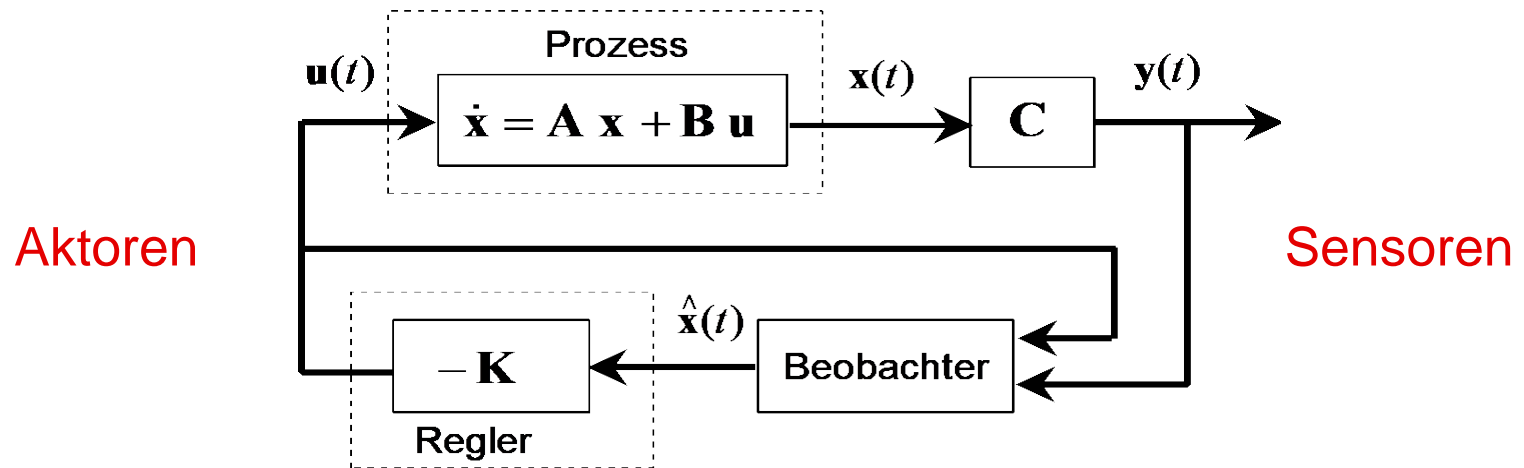 Prozess
u(t)
ẋ = A x + B u
x(t)
C
y(t)
Aktoren
Sensoren
– K
x̂(t)
Beobachter
Regler